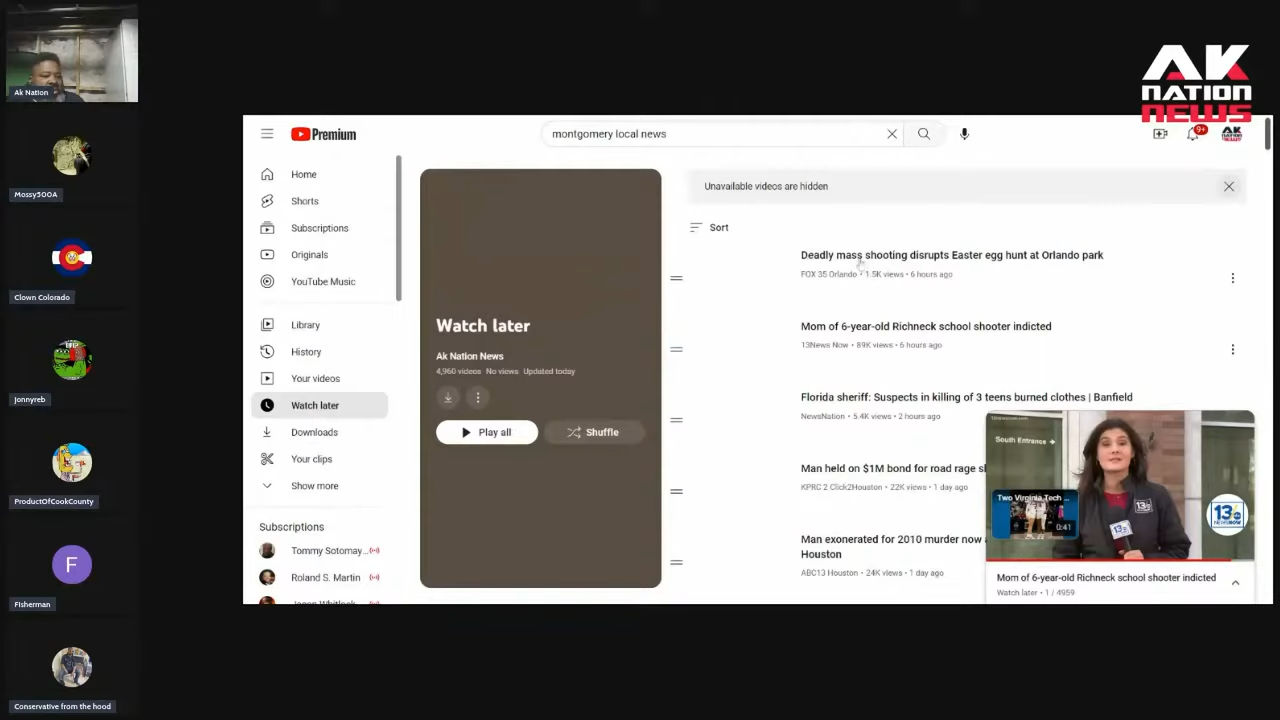 AK
NATION
NEWS
Ak Nation
Mossy500A
Clown Colorado
Jonnyreb
ProductOfCookCounty
F
Fisherman
Conservative from the hood
Premium
montgomery local news
9+
AK
Home
Shorts
Subscriptions
Originals
YouTube Music
Library
History
Your videos
Watch later
Downloads
Your clips
Show more
Subscriptions
Tommy Sotomay...
Roland S. Martin
Jason Whitlock
Watch later
Ak Nation News
4,960 videos No views Updated today
Play all
Shuffle
Unavailable videos are hidden
Sort
Deadly mass shooting disrupts Easter egg hunt at Orlando park
FOX 35 Orlando • 1.5K views • 6 hours ago
Mom of 6-year-old Richneck school shooter indicted
13News Now • 89K views • 6 hours ago
Florida sheriff: Suspects in killing of 3 teens burned clothes | Banfield
NewsNation • 5.4K views • 2 hours ago
Man held on $1M bond for road rage sh
KPRC 2 Click2Houston • 22K views • 1 day ago
Man exonerated for 2010 murder now a
Houston
ABC13 Houston • 24K views • 1 day ago
South Entrance →
Two Virginia Tech ...
0:41
13
NEWS NOW
Mom of 6-year-old Richneck school shooter indicted
Watch later • 1 / 4959